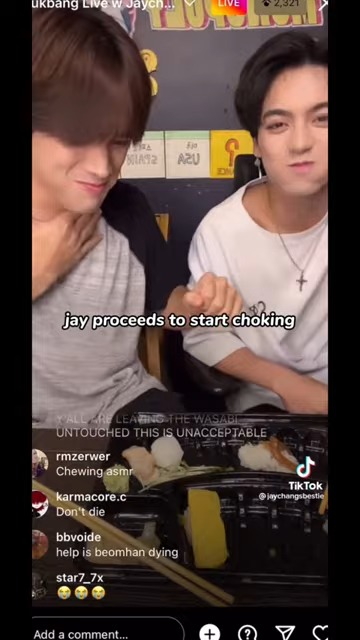 ukbang Live w Jaych...
LIVE
2,321
SPAIN
USA
jay proceeds to start choking
Y'ALL ARE LEAVING THE WASABI
UNTOUCHED THIS IS UNACCEPTABLE
rmzerwer
Chewing asmr
karmacore.c
Don't die
bbvoide
help is beomhan dying
star7_7x
😭😭😭
TikTok
@jaychangsbestie
Add a comment...